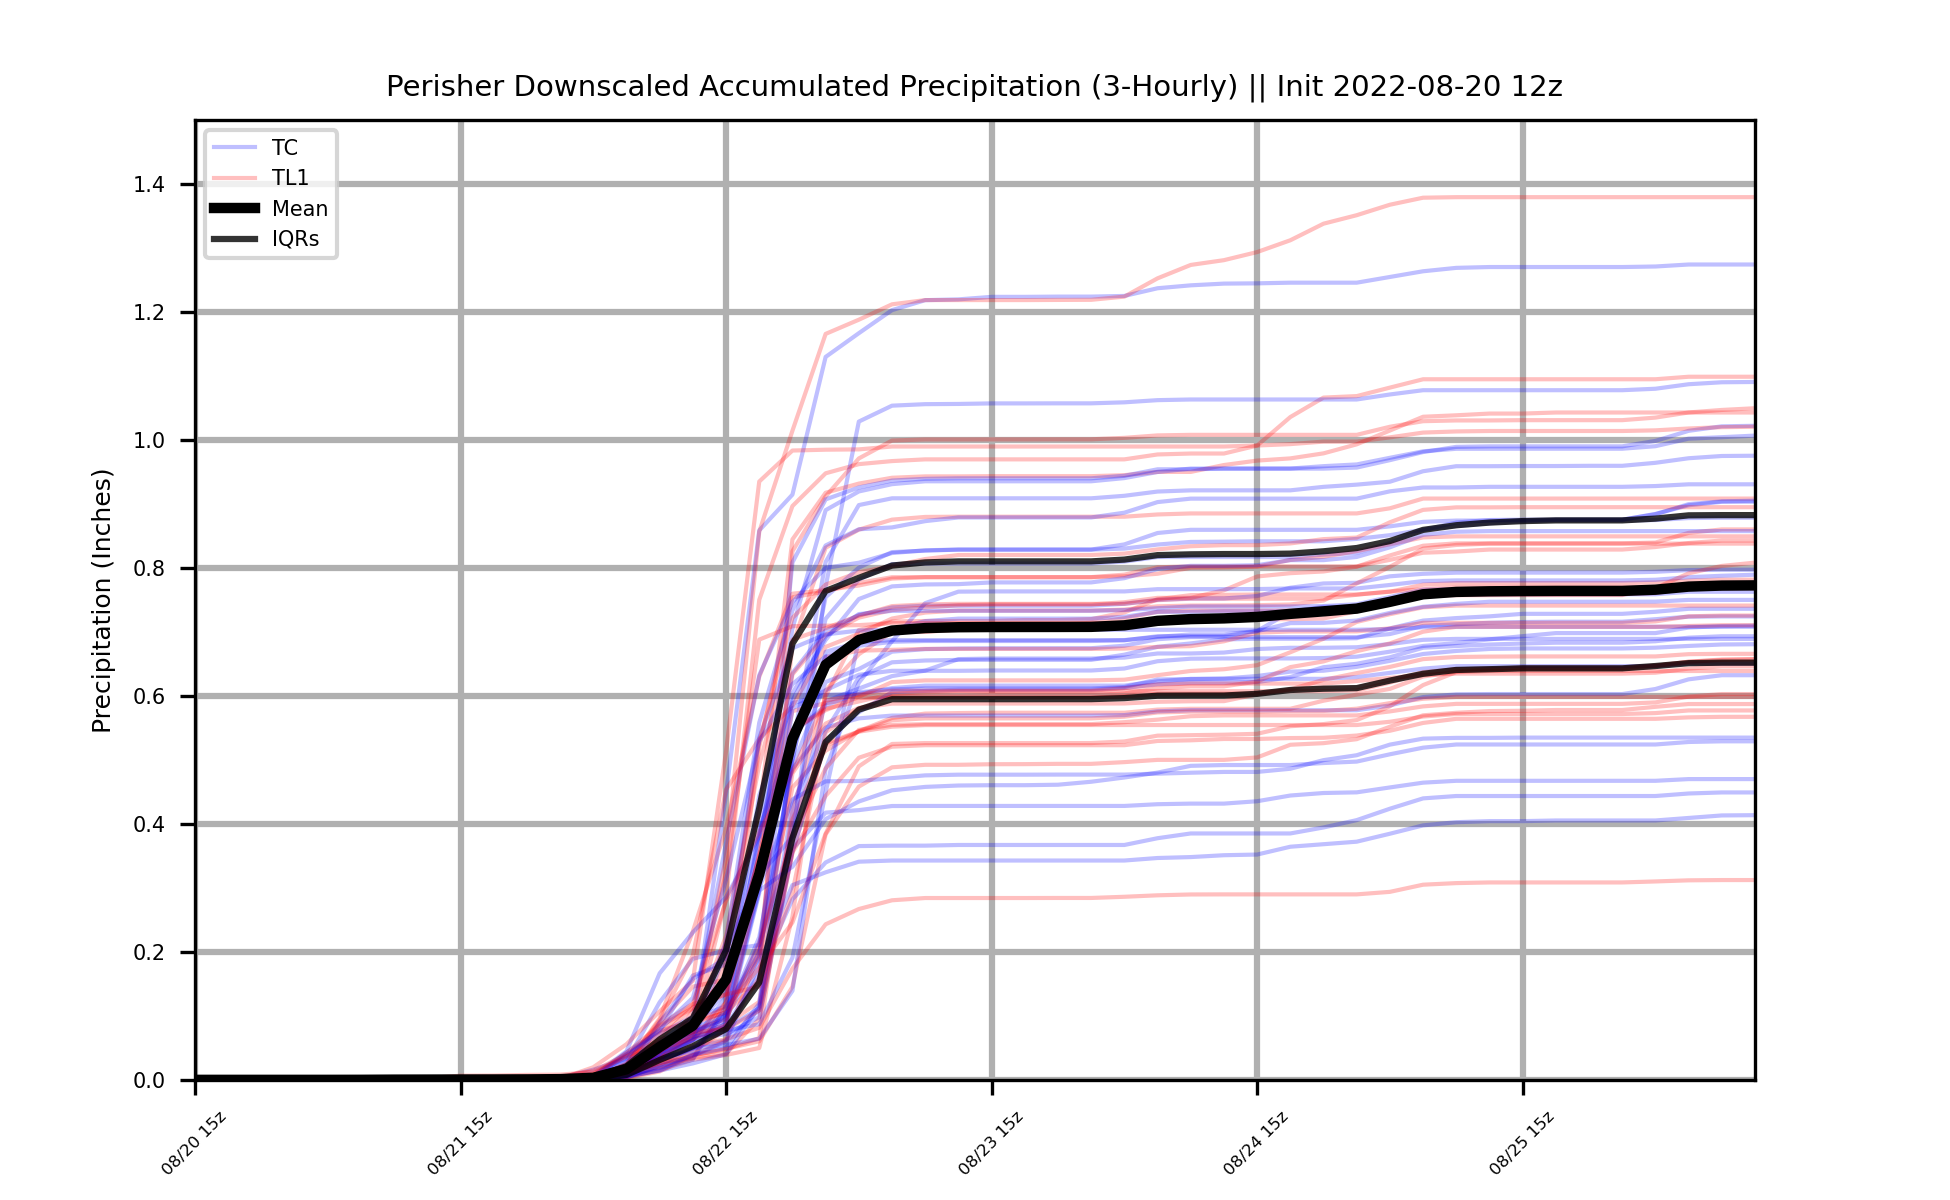 Perisher Downscaled Accumulated Precipitation (3-Hourly) || Init 2022-08-20 12z
TC
TL1
Mean
IQRs
Precipitation (Inches)
1.4
1.2
1.0
0.8
0.6
0.4
0.2
0.0
08/20 15z
08/21 15z
08/22 15z
08/23 15z
08/24 15z
08/25 15z